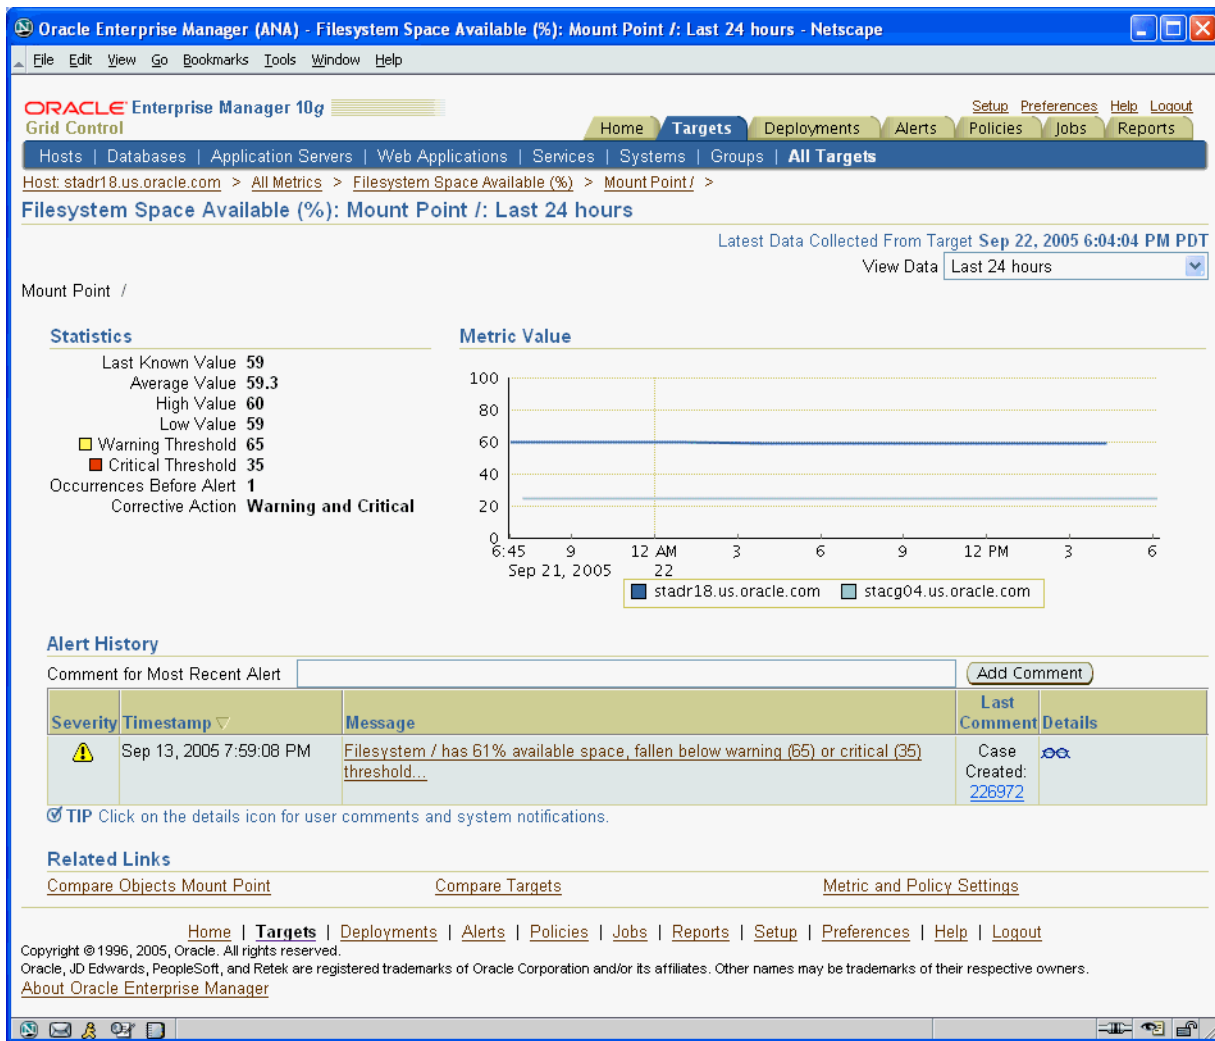 Oracle Enterprise Manager (ANA) - Filesystem Space Available (%): Mount Point /: Last 24 hours - Netscape
File Edit View Go Bookmarks Tools Window Help
ORACLE Enterprise Manager 10g
Grid Control
Setup Preferences Help Logout
Home Targets Deployments Alerts Policies Jobs Reports
Hosts | Databases | Application Servers | Web Applications | Services | Systems | Groups | All Targets
Host: stadr18.us.oracle.com > All Metrics > Filesystem Space Available (%) > Mount Point / >
Filesystem Space Available (%): Mount Point /: Last 24 hours
Latest Data Collected From Target Sep 22, 2005 6:04:04 PM PDT
View Data Last 24 hours
Mount Point /
Statistics
Last Known Value 59
Average Value 59.3
High Value 60
Low Value 59
Warning Threshold 65
Critical Threshold 35
Occurrences Before Alert 1
Corrective Action Warning and Critical
Metric Value
100
80
60
40
20
0
6:45 9 12 AM 3 6 9 12 PM 3 6
Sep 21, 2005 22
stadr18.us.oracle.com stacg04.us.oracle.com
Alert History
Comment for Most Recent Alert Add Comment
Severity Timestamp Message Last Comment Details
Sep 13, 2005 7:59:08 PM Filesystem / has 61% available space, fallen below warning (65) or critical (35)
threshold...
Case
Created:
226972
TIP Click on the details icon for user comments and system notifications.
Related Links
Compare Objects Mount Point Compare Targets Metric and Policy Settings
Home | Targets | Deployments | Alerts | Policies | Jobs | Reports | Setup | Preferences | Help | Logout
Copyright © 1996, 2005, Oracle. All rights reserved.
Oracle, JD Edwards, PeopleSoft, and Retek are registered trademarks of Oracle Corporation and/or its affiliates. Other names may be trademarks of their respective owners.
About Oracle Enterprise Manager